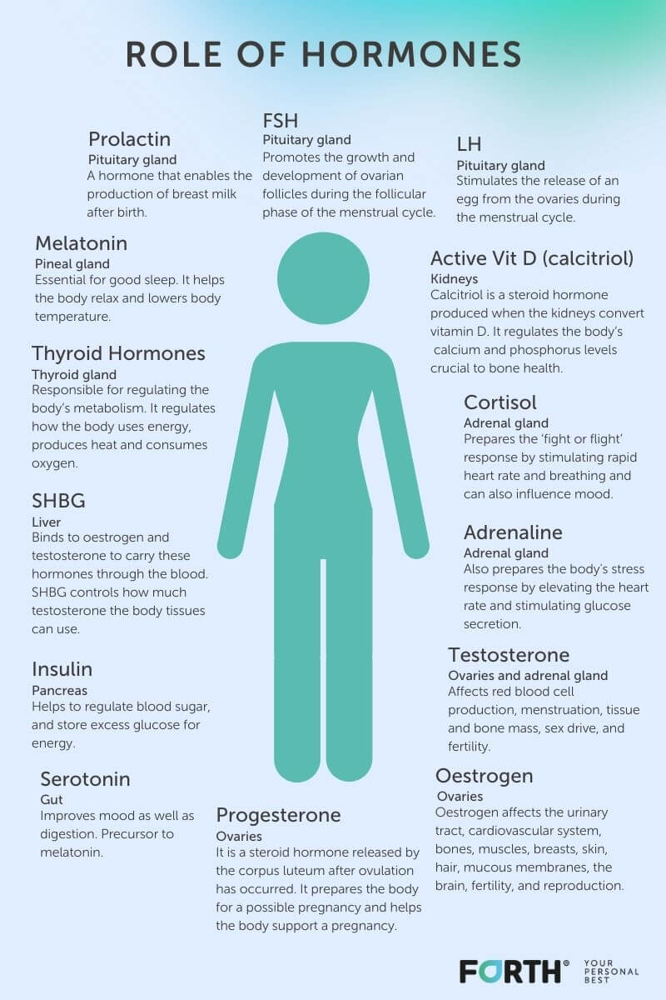 ROLE OF HORMONES
Prolactin
Pituitary gland
A hormone that enables the
production of breast milk
after birth.
FSH
Pituitary gland
Promotes the growth and
development of ovarian
follicles during the follicular
phase of the menstrual cycle.
LH
Pituitary gland
Stimulates the release of an
egg from the ovaries during
the menstrual cycle.
Melatonin
Pineal gland
Essential for good sleep. It helps
the body relax and lowers body
temperature.
Active Vit D (calcitriol)
Kidneys
Calcitriol is a steroid hormone
produced when the kidneys convert
vitamin D. It regulates the body's
calcium and phosphorus levels
crucial to bone health.
Thyroid Hormones
Thyroid gland
Responsible for regulating the
body's metabolism. It regulates
how the body uses energy,
produces heat and consumes
oxygen.
Cortisol
Adrenal gland
Prepares the 'fight or flight'
response by stimulating rapid
heart rate and breathing and
can also influence mood.
SHBG
Liver
Binds to oestrogen and
testosterone to carry these
hormones through the blood.
SHBG controls how much
testosterone the body tissues
can use.
Adrenaline
Adrenal gland
Also prepares the body's stress
response by elevating the heart
rate and stimulating glucose
secretion.
Insulin
Pancreas
Helps to regulate blood sugar,
and store excess glucose for
energy.
Testosterone
Ovaries and adrenal gland
Affects red blood cell
production, menstruation, tissue
and bone mass, sex drive, and
fertility.
Serotonin
Gut
Improves mood as well as
digestion. Precursor to
melatonin.
Progesterone
Ovaries
It is a steroid hormone released by
the corpus luteum after ovulation
has occurred. It prepares the body
for a possible pregnancy and helps
the body support a pregnancy.
Oestrogen
Ovaries
Oestrogen affects the urinary
tract, cardiovascular system,
bones, muscles, breasts, skin,
hair, mucous membranes, the
brain, fertility, and reproduction.
FORTH®
YOUR
PERSONAL
BEST